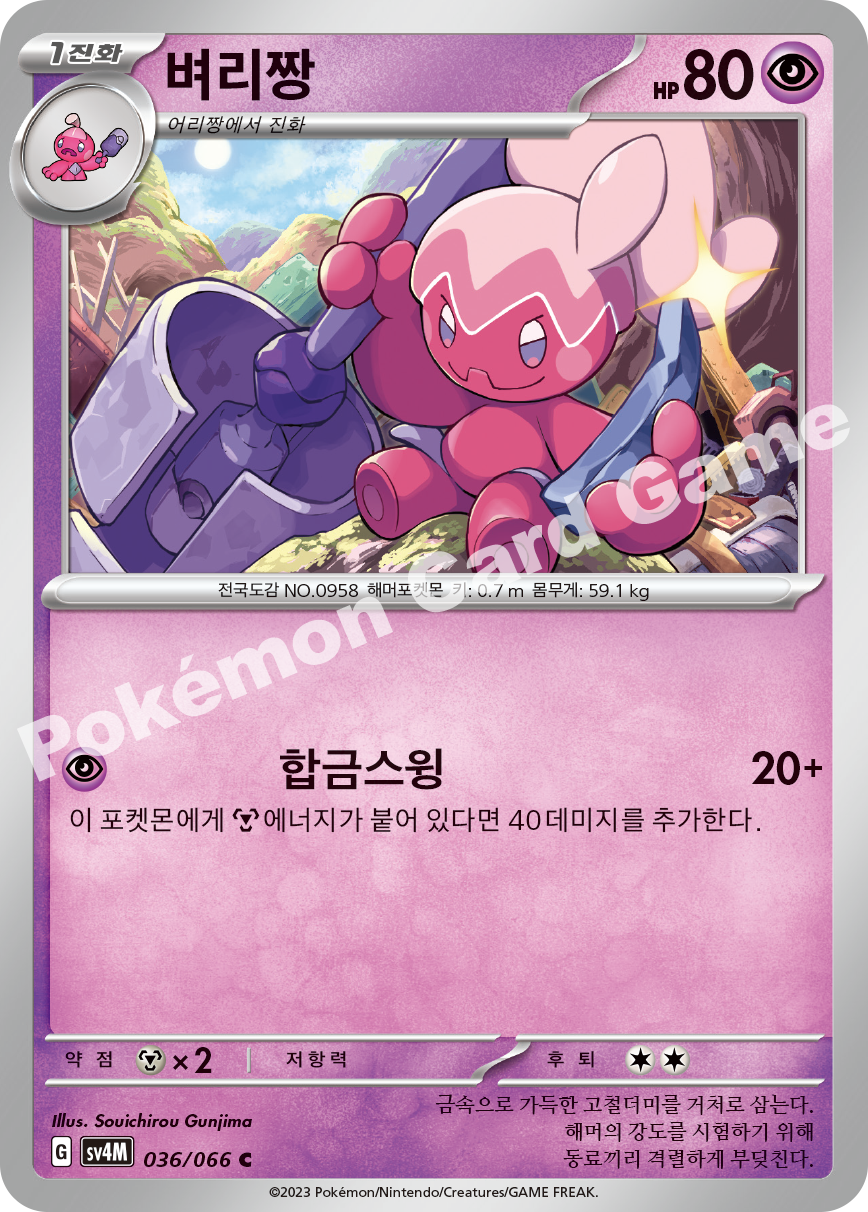 1진화
벼리짱
HP 80
어리짱에서 진화
전국도감 NO.0958 해머포켓몬 키: 0.7 m 몸무게: 59.1 kg
Pokémon Card Game
합금스윙 20+
이 포켓몬에게 에너지가 붙어 있다면 40데미지를 추가한다.
약점 ×2 저항력 후퇴
금속으로 가득한 고철더미를 거처로 삼는다.
해머의 강도를 시험하기 위해
동료끼리 격렬하게 부딪친다.
Illus. Souichirou Gunjima
G sv4M 036/066 C
©2023 Pokémon/Nintendo/Creatures/GAME FREAK.